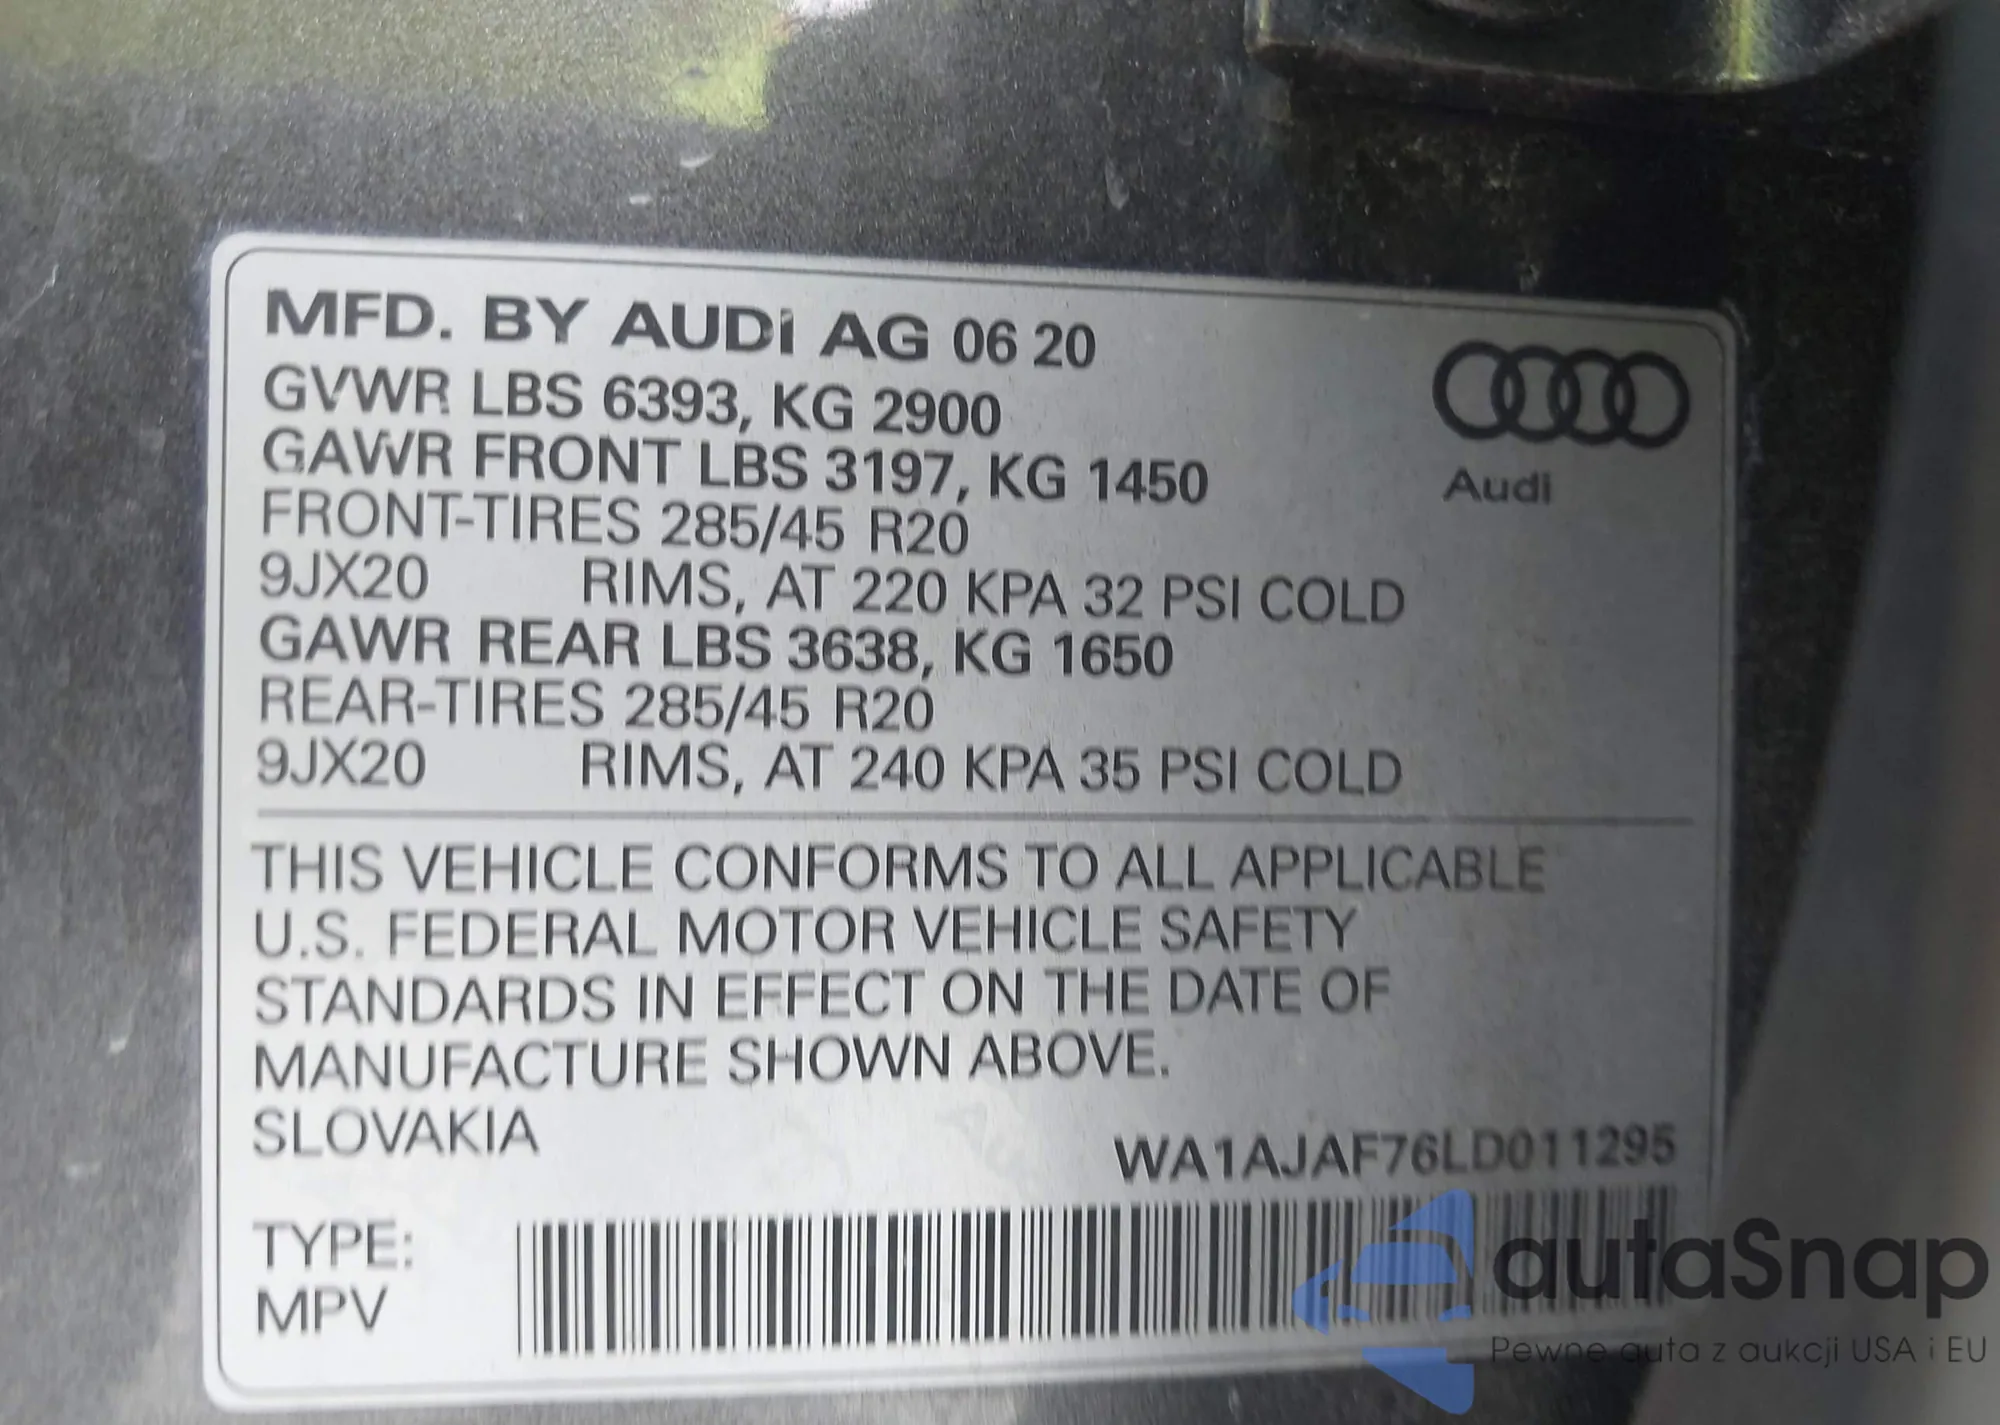 MFD. BY AUDI AG 06 20
GVWR LBS 6393, KG 2900
GAWR FRONT LBS 3197, KG 1450
FRONT-TIRES 285/45 R20
9JX20 RIMS, AT 220 KPA 32 PSI COLD
GAWR REAR LBS 3638, KG 1650
REAR-TIRES 285/45 R20
9JX20 RIMS, AT 240 KPA 35 PSI COLD
Audi
THIS VEHICLE CONFORMS TO ALL APPLICABLE
U.S. FEDERAL MOTOR VEHICLE SAFETY
STANDARDS IN EFFECT ON THE DATE OF
MANUFACTURE SHOWN ABOVE.
SLOVAKIA
WA1AJAF76LD011295
TYPE:
MPV
autaSnap
Pewne auta z aukcji USA i EU